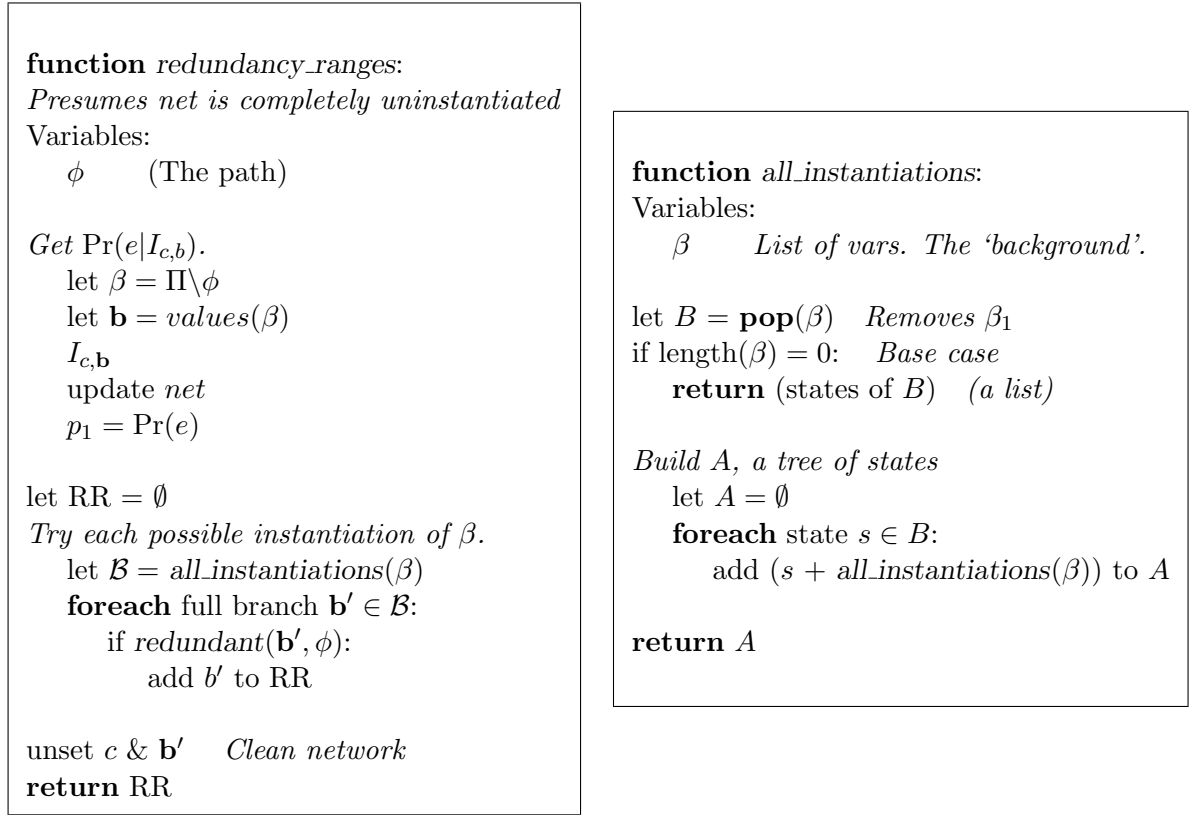 function redundancy_ranges:
Presumes net is completely uninstantiated
Variables:
ϕ (The path)
Get Pr(e|I_{c,b}).
let β = Π\ϕ
let b = values(β)
I_{c,b}
update net
p₁ = Pr(e)
let RR = ∅
Try each possible instantiation of β.
let ℬ = all_instantiations(β)
foreach full branch b′ ∈ ℬ:
if redundant(b′, ϕ):
add b′ to RR
unset c & b′ Clean network
return RR
function all_instantiations:
Variables:
β List of vars. The ‘background’.
let B = pop(β) Removes β₁
if length(β) = 0: Base case
return (states of B) (a list)
Build A, a tree of states
let A = ∅
foreach state s ∈ B:
add (s + all_instantiations(β)) to A
return A